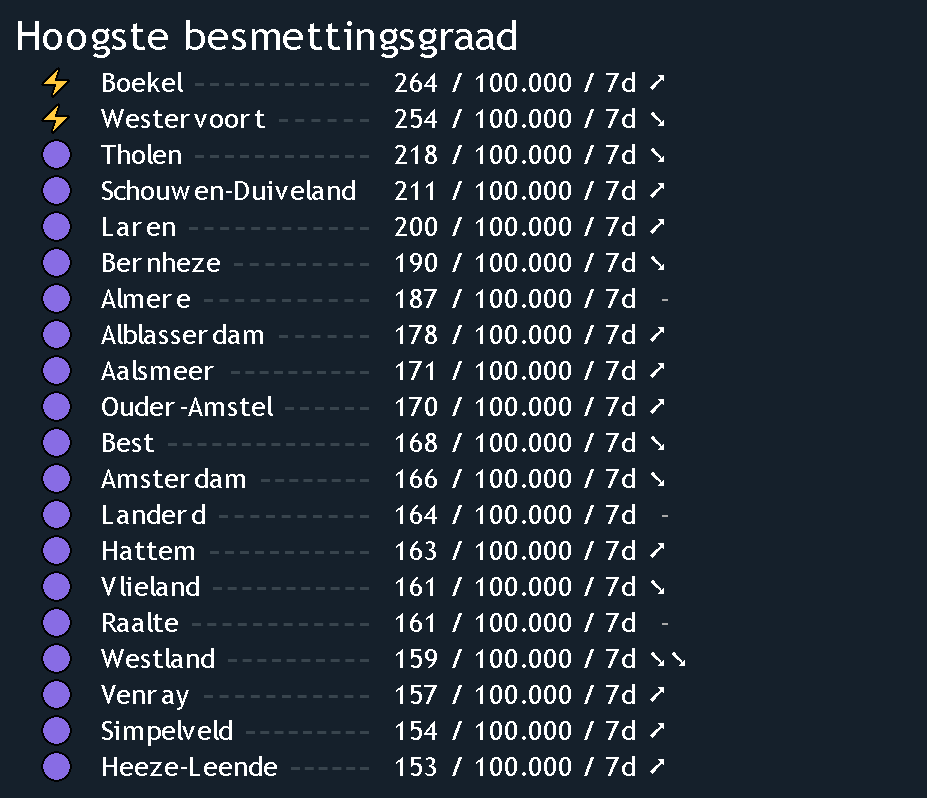 Hoogste besmettingsgraad
⚡ Boekel ------------ 264 / 100.000 / 7d ➚
⚡ Westervoort ------ 254 / 100.000 / 7d ➘
Tholen ------------ 218 / 100.000 / 7d ➘
Schouwen-Duiveland 211 / 100.000 / 7d ➚
Laren ------------ 200 / 100.000 / 7d ➚
Bernheze ---------- 190 / 100.000 / 7d ➘
Almere ----------- 187 / 100.000 / 7d -
Alblasserdam ------ 178 / 100.000 / 7d ➚
Aalsmeer ---------- 171 / 100.000 / 7d ➚
Ouder-Amstel ------ 170 / 100.000 / 7d ➚
Best -------------- 168 / 100.000 / 7d ➘
Amsterdam -------- 166 / 100.000 / 7d ➘
Landerd ---------- 164 / 100.000 / 7d -
Hattem ----------- 163 / 100.000 / 7d ➚
Vlieland ---------- 161 / 100.000 / 7d ➘
Raalte ------------ 161 / 100.000 / 7d -
Westland ---------- 159 / 100.000 / 7d ➘➘
Venray ----------- 157 / 100.000 / 7d ➚
Simpelveld -------- 154 / 100.000 / 7d ➚
Heeze-Leende ------ 153 / 100.000 / 7d ➚